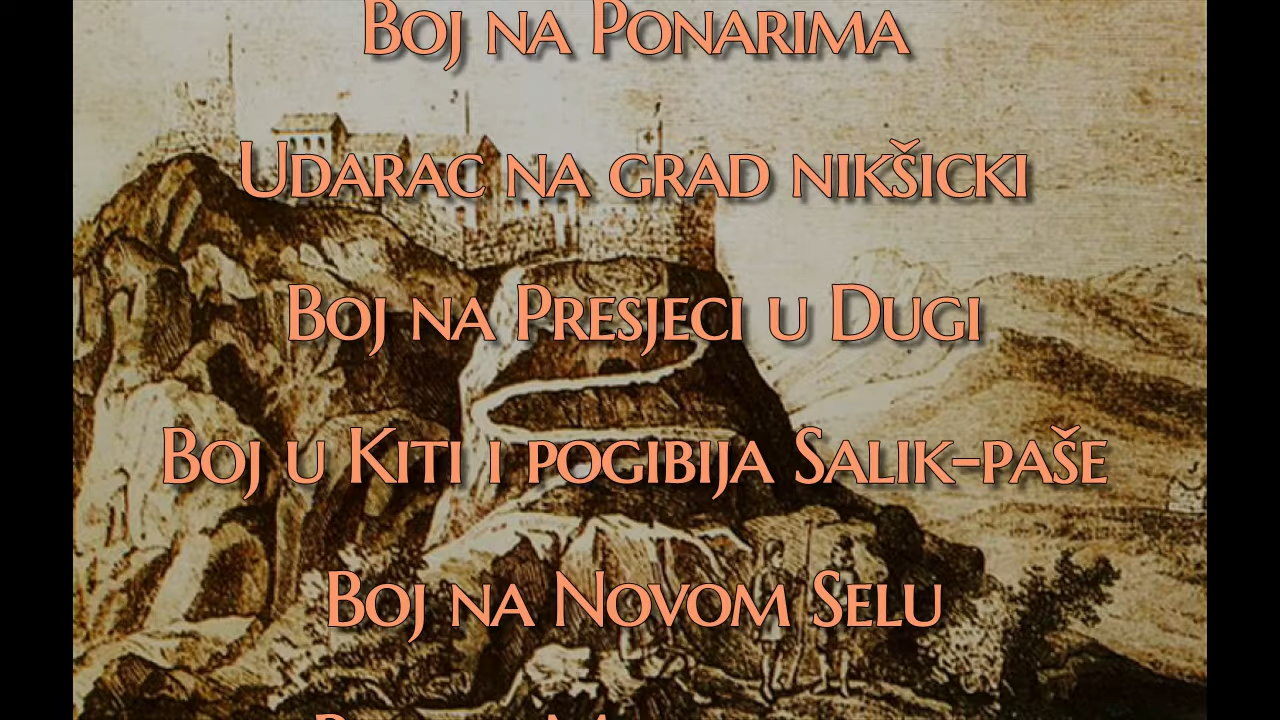 Boj na Ponarima
Udarac na grad nikšicki
Boj na Presjeci u Dugi
Boj u Kiti i pogibija Salik-paše
Boj na Novom Selu